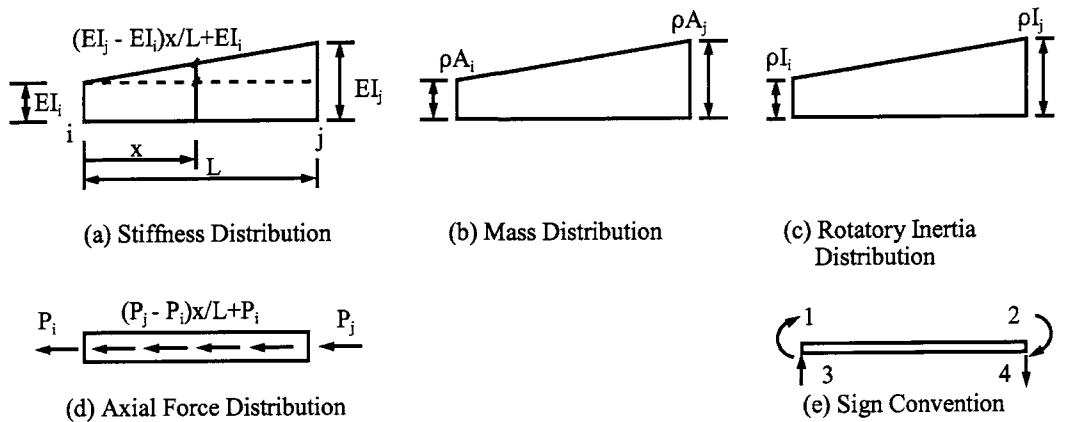 (EIj - EIi)x/L+EIi
EIi
EIj
i
j
x
L
(a) Stiffness Distribution
ρAi
ρAj
(b) Mass Distribution
ρIi
ρIj
(c) Rotatory Inertia
Distribution
Pi
(Pj - Pi)x/L+Pi
Pj
(d) Axial Force Distribution
1
2
3
4
(e) Sign Convention